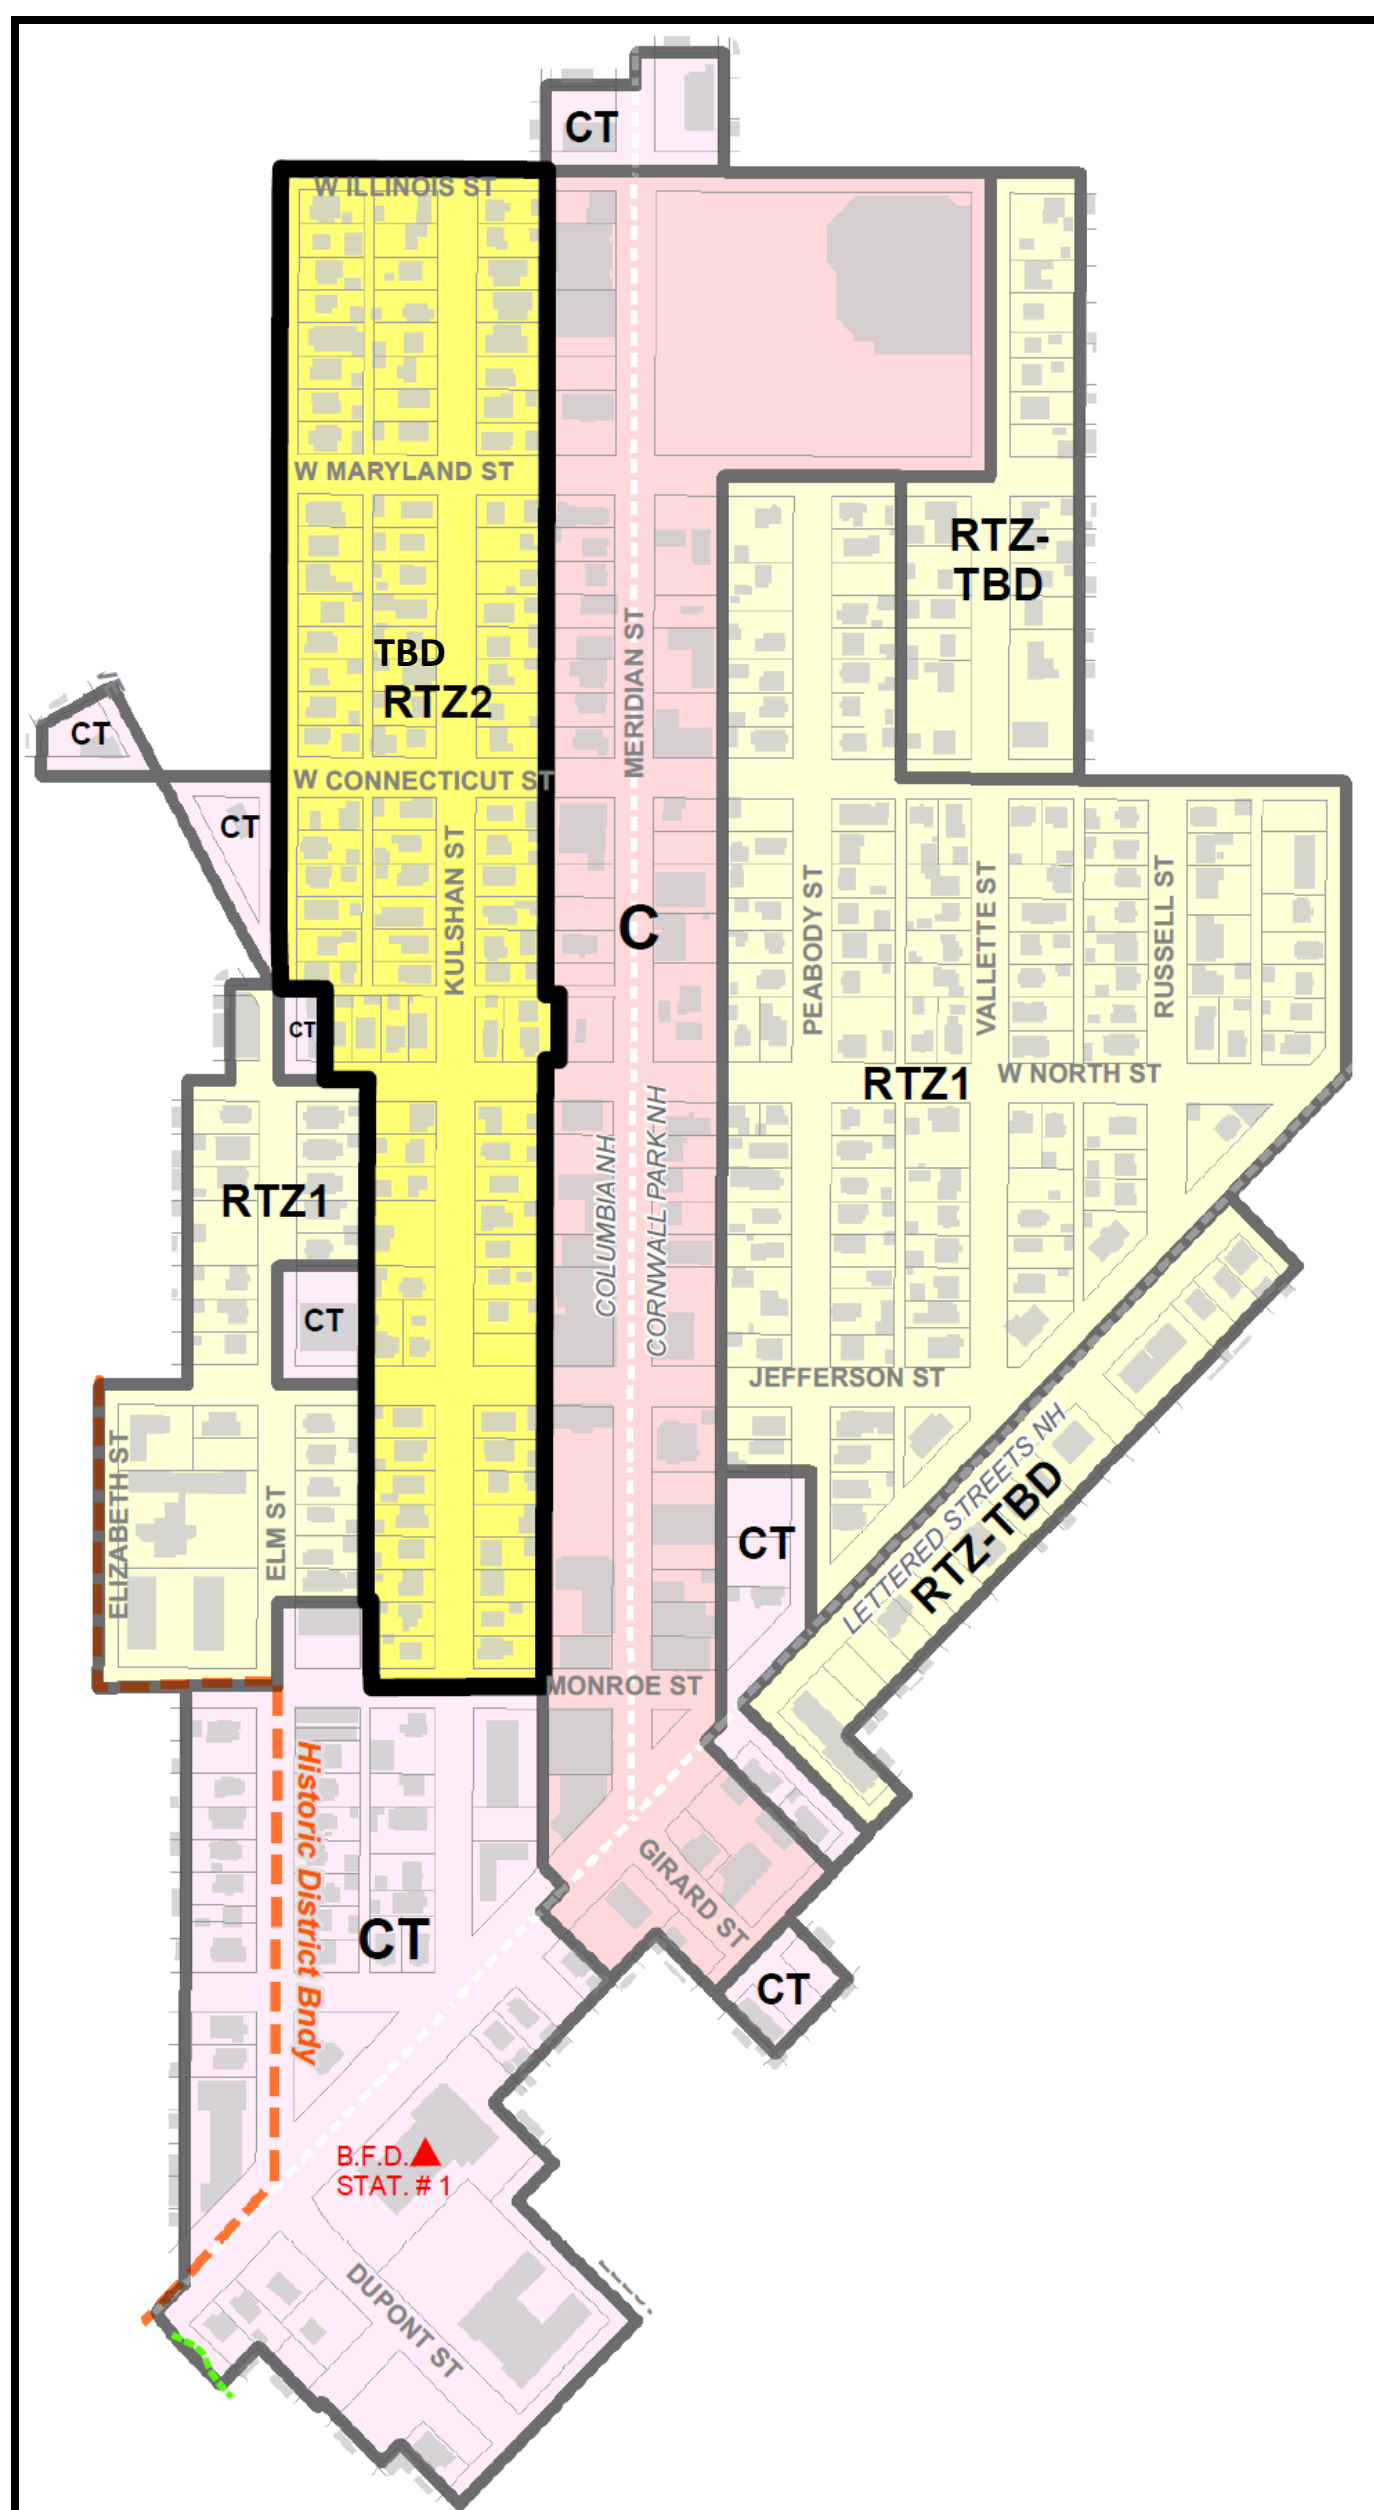 CT
W ILLINOIS ST
W MARYLAND ST
RTZ-
TBD
MERIDIAN ST
TBD
RTZ2
CT
W CONNECTICUT ST
CT
KULSHAN ST
C
PEABODY ST
VALLETTE ST
RUSSELL ST
CT
RTZ1
W NORTH ST
COLUMBIA NH
CORNWALL PARK NH
RTZ1
CT
JEFFERSON ST
ELIZABETH ST
ELM ST
CT
LETTERED STREETS NH
RTZ-TBD
MONROE ST
Historic District Bndy
GIRARD ST
CT
CT
B.F.D.
STAT. # 1
DUPONT ST